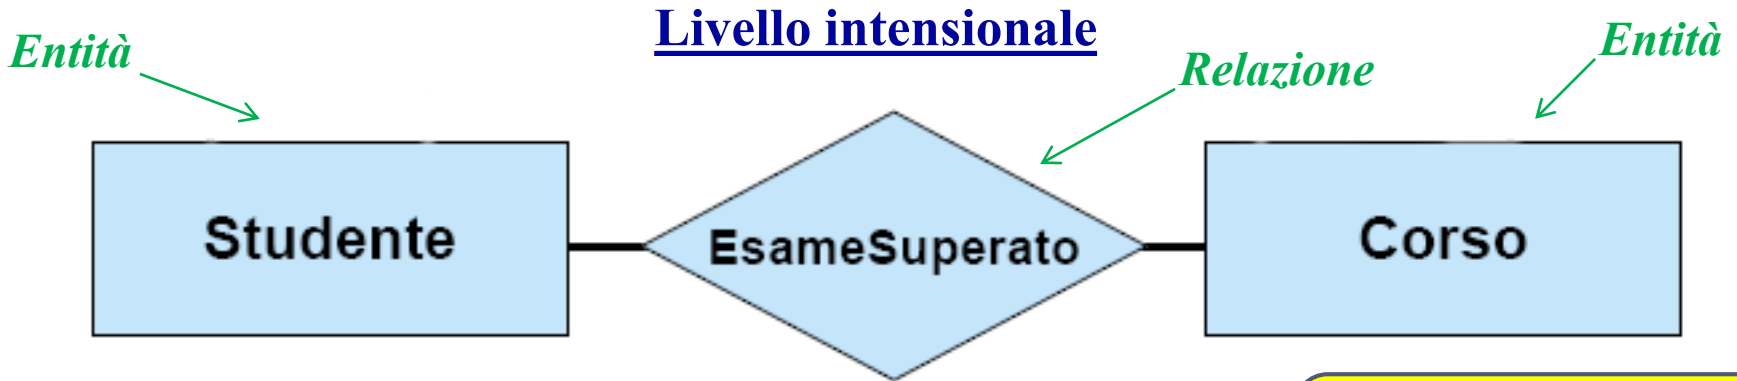 Livello intensionale
Entità
Relazione
Entità
Studente
EsameSuperato
Corso